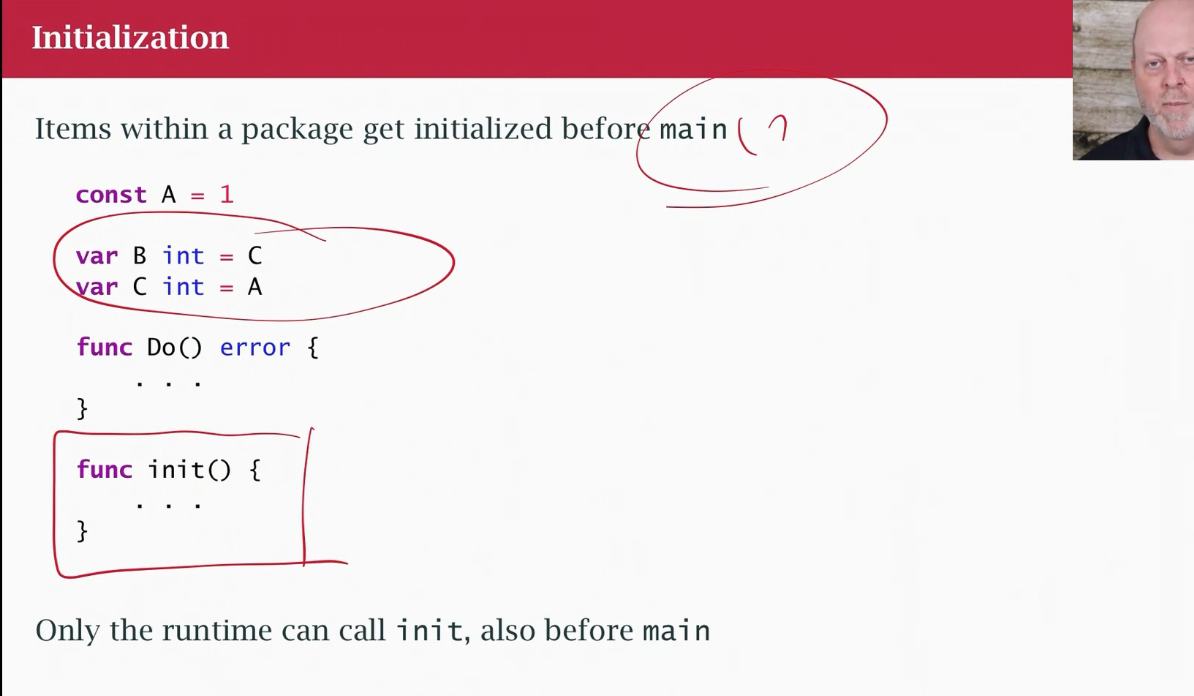 Initialization
Items within a package get initialized before main()
const A = 1
var B int = C
var C int = A
func Do() error {
. . .
}
func init() {
. . .
}
Only the runtime can call init, also before main